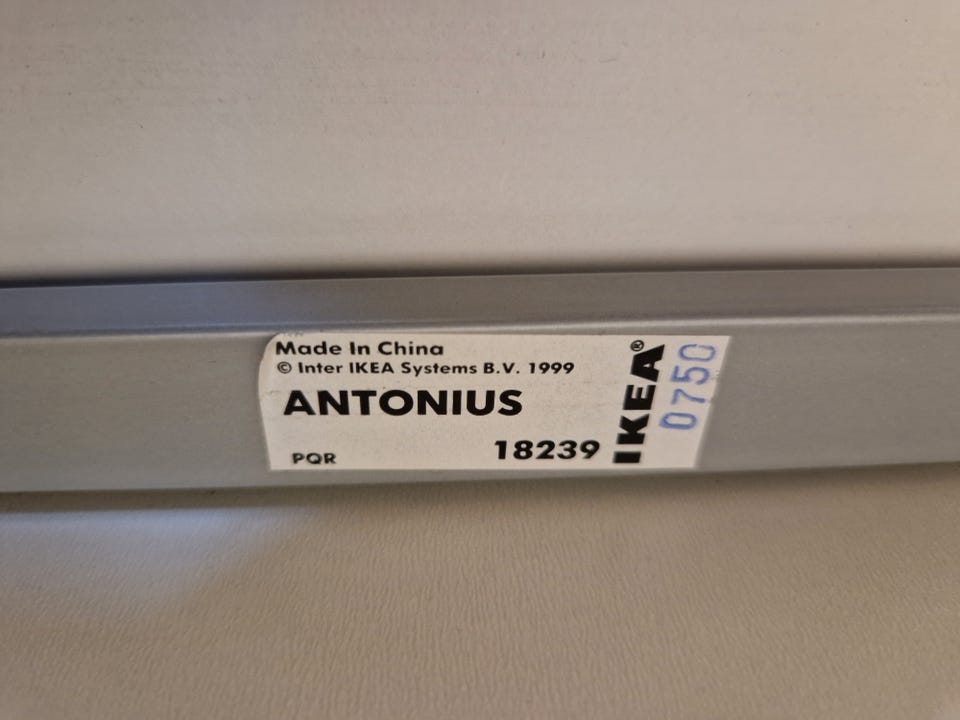 Made In China
© Inter IKEA Systems B.V. 1999
ANTONIUS
PQR
18239
IKEA®
0750